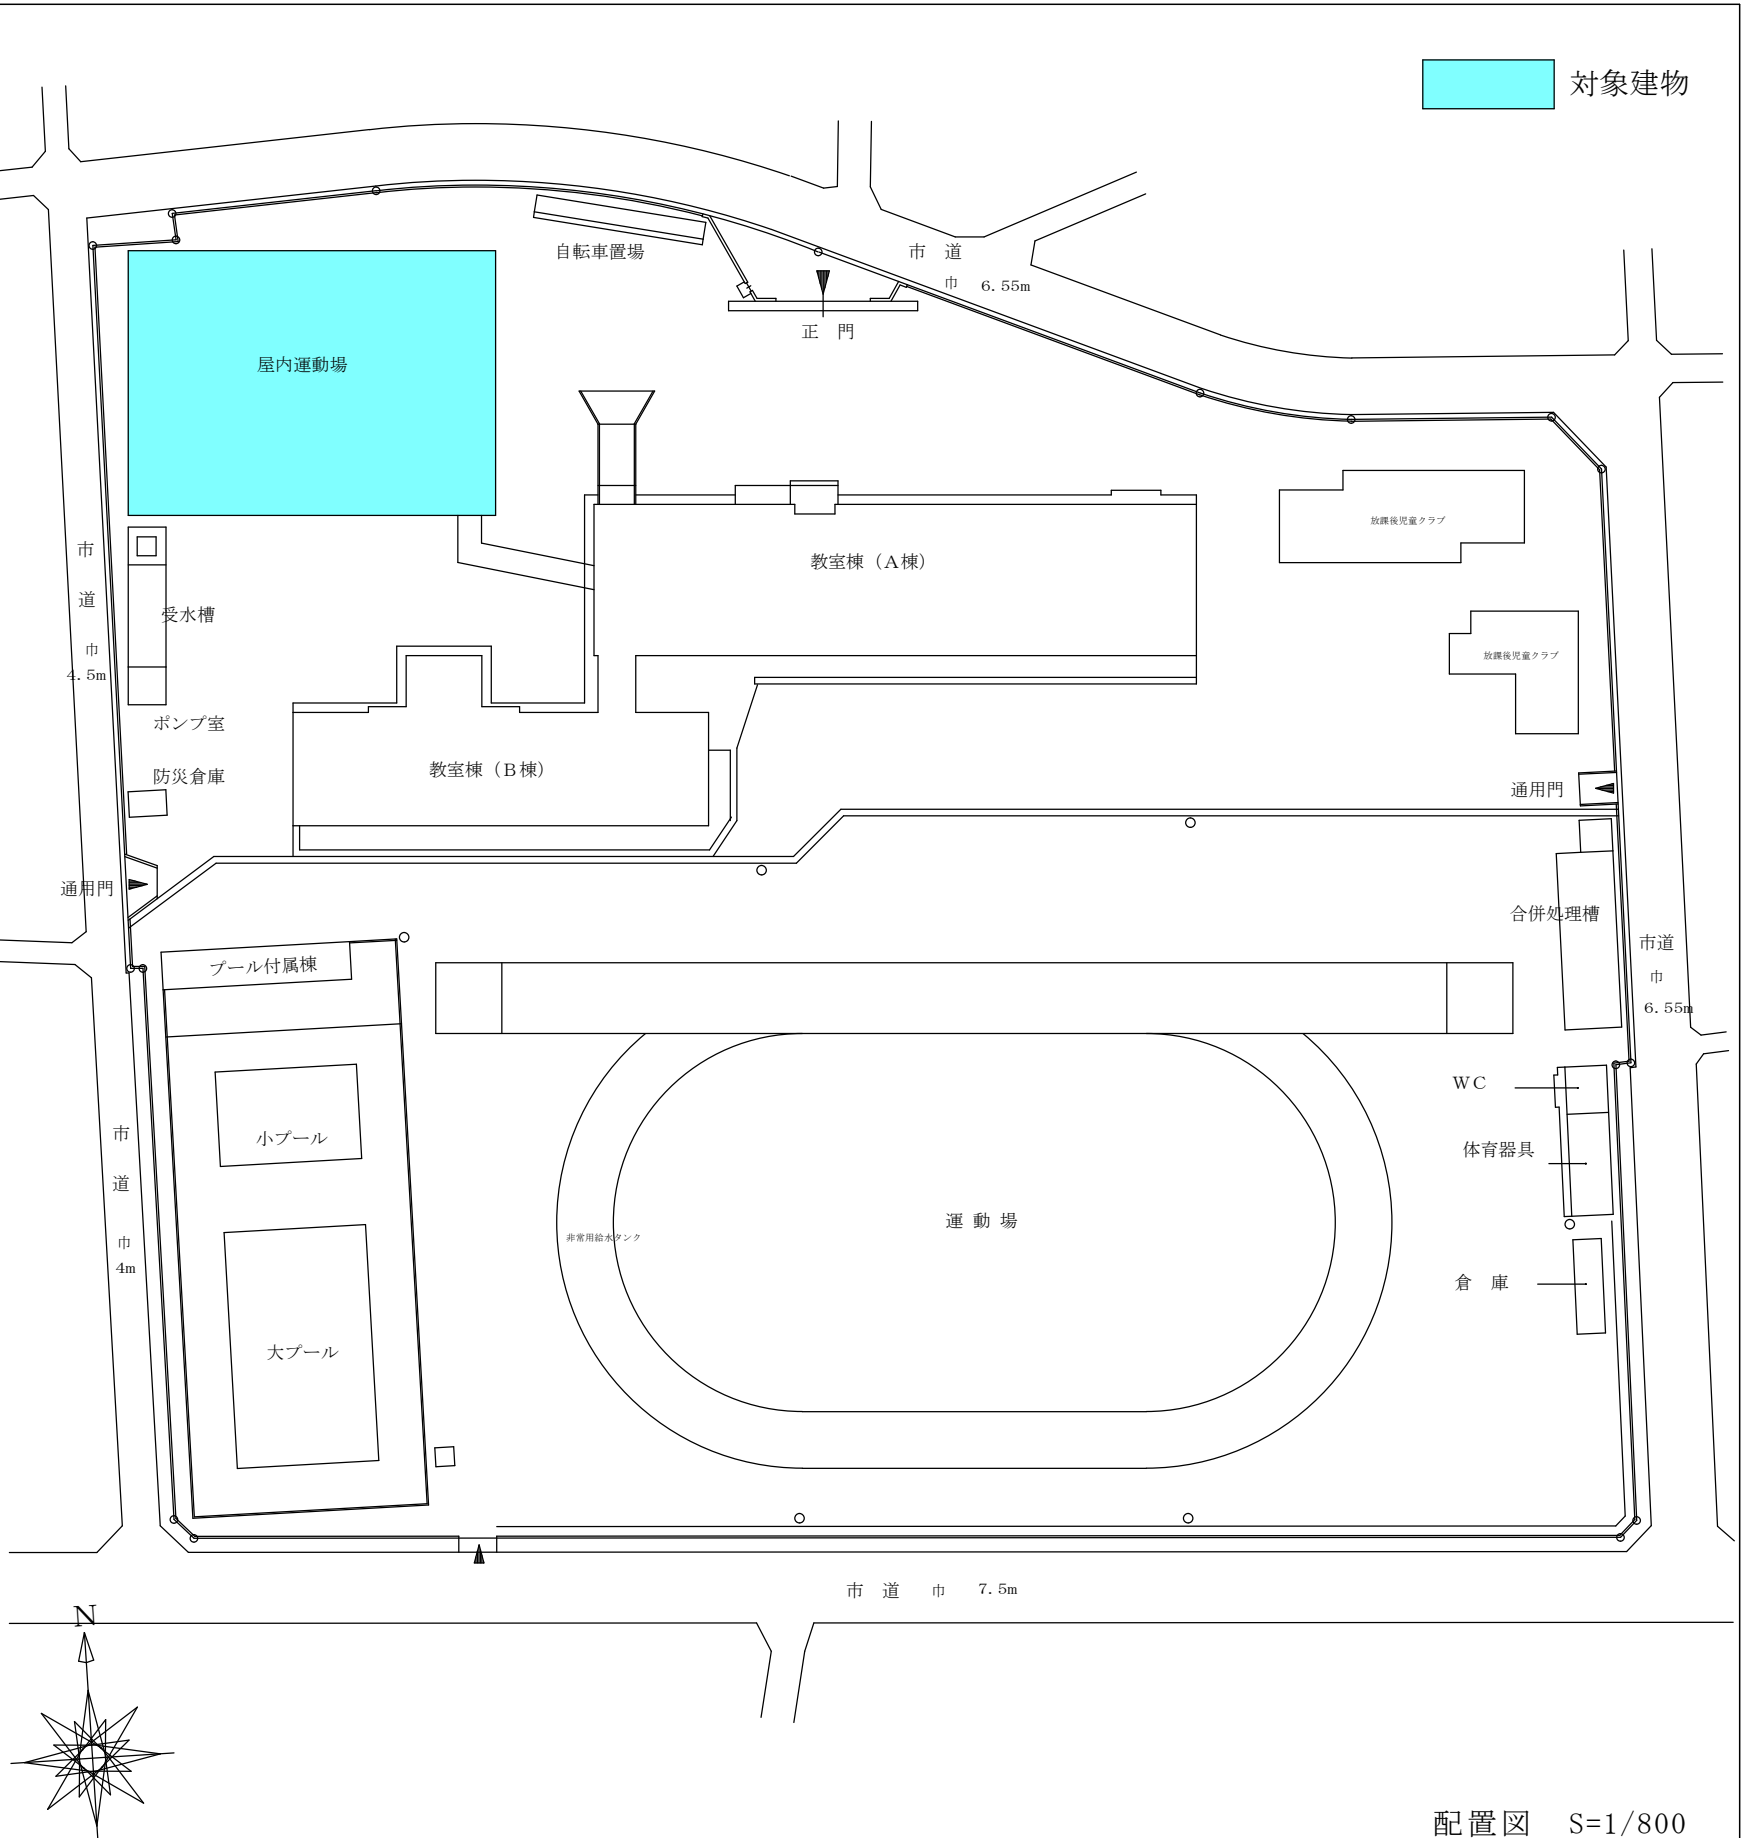 対象建物
自転車置場
市 道
巾 6.55m
正 門
屋内運動場
放課後児童クラブ
市
道
巾
4.5m
教室棟（A棟）
受水槽
放課後児童クラブ
ポンプ室
教室棟（B棟）
防災倉庫
通用門
通用門
合併処理槽
市道
巾
6.55m
プール付属棟
WC
小プール
体育器具
市
道
巾
4m
運 動 場
非常用給水タンク
倉 庫
大プール
市 道 巾 7.5m
N
配置図 S=1/800